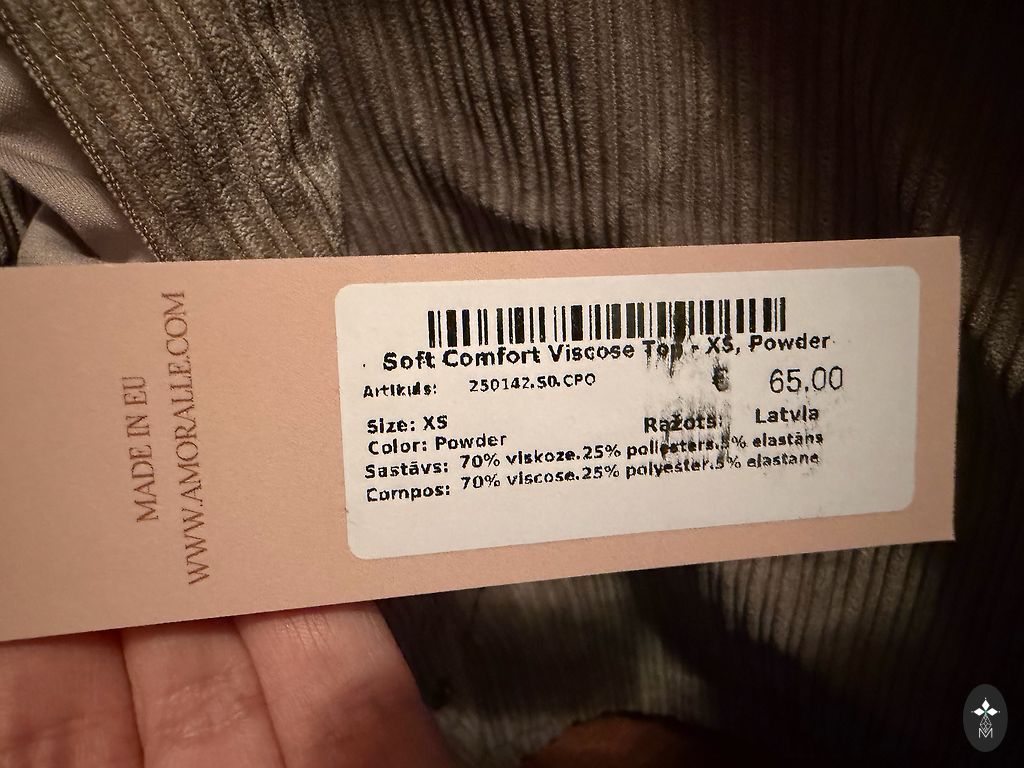 MADE IN EU
WWW.AMORALLE.COM
Soft Comfort Viscose Top - XS, Powder
Artikuls: 250142.S0.CPO
€ 65.00
Size: XS
Ražots: Latvia
Color: Powder
Sastāvs: 70% viskoze.25% poliesters.5% elastāns
Compos: 70% viscose.25% polyester.5% elastane
M